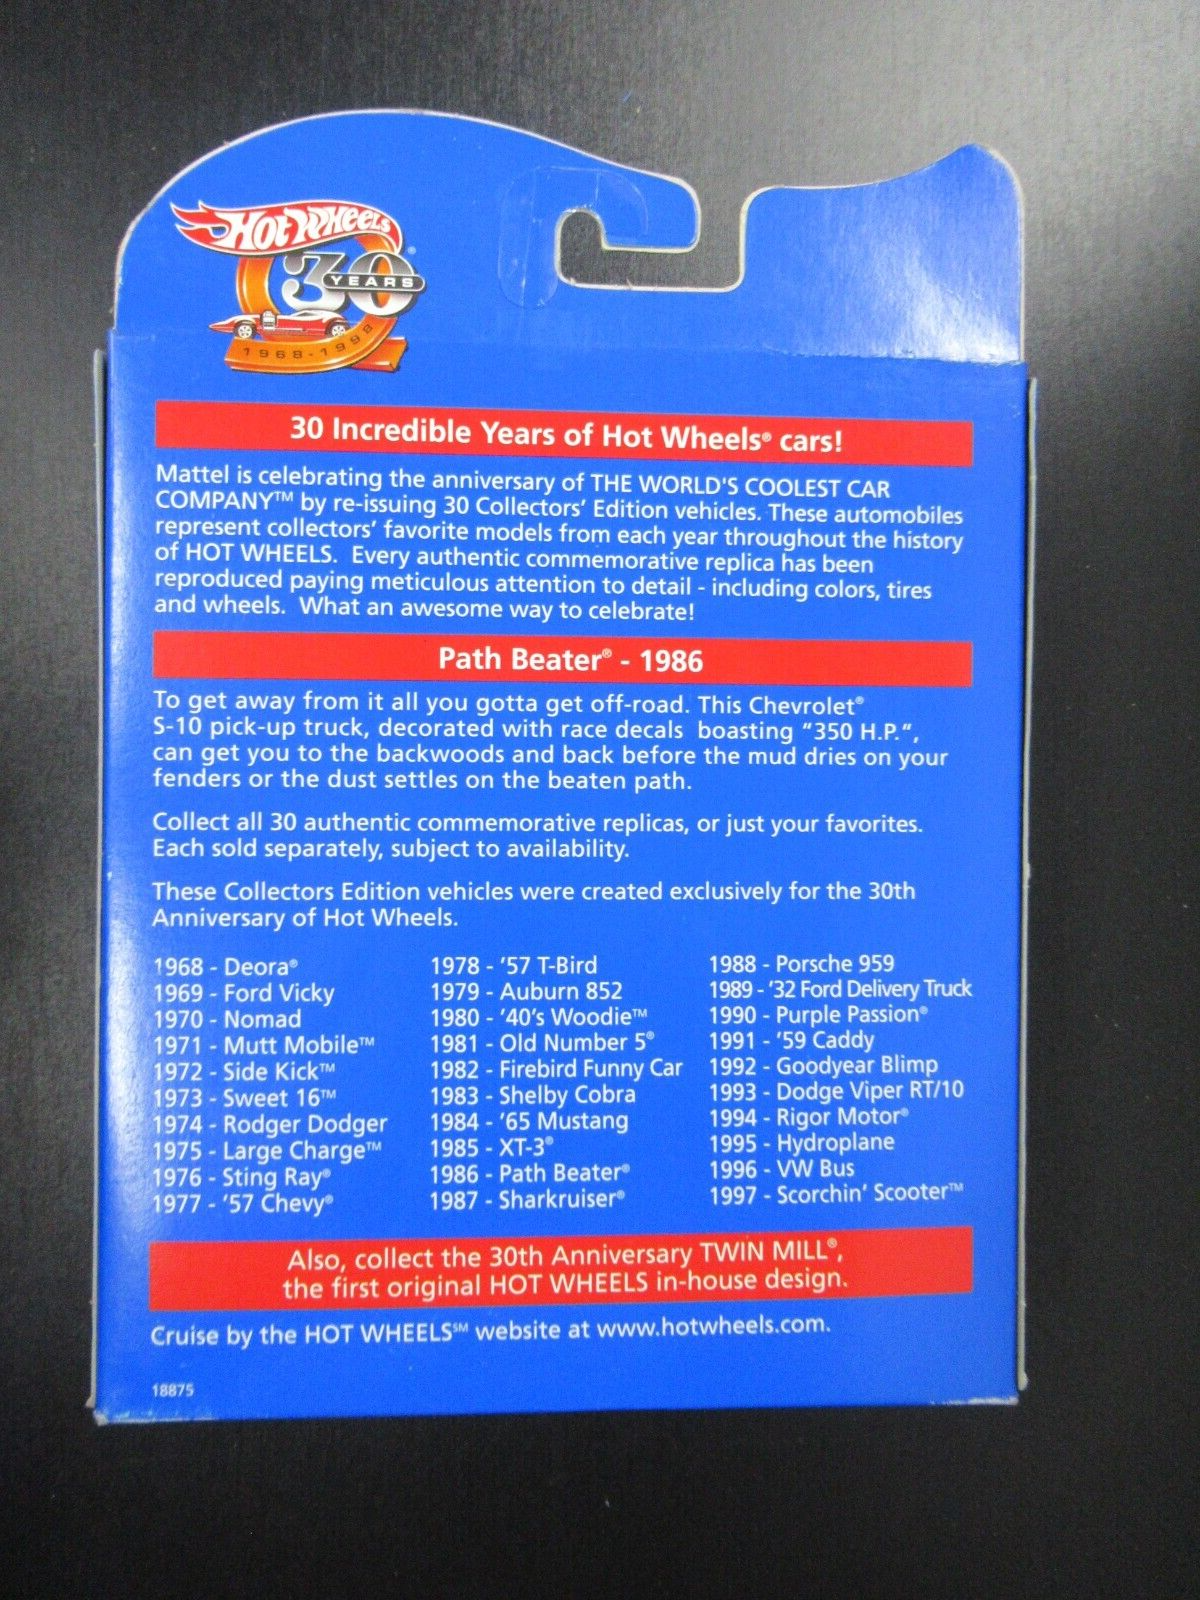 Hot Wheels®
30
YEARS
1968-1998
30 Incredible Years of Hot Wheels® cars!
Mattel is celebrating the anniversary of THE WORLD'S COOLEST CAR
COMPANY™ by re-issuing 30 Collectors' Edition vehicles. These automobiles
represent collectors' favorite models from each year throughout the history
of HOT WHEELS. Every authentic commemorative replica has been
reproduced paying meticulous attention to detail - including colors, tires
and wheels. What an awesome way to celebrate!
Path Beater® - 1986
To get away from it all you gotta get off-road. This Chevrolet®
S-10 pick-up truck, decorated with race decals boasting “350 H.P.”,
can get you to the backwoods and back before the mud dries on your
fenders or the dust settles on the beaten path.
Collect all 30 authentic commemorative replicas, or just your favorites.
Each sold separately, subject to availability.
These Collectors Edition vehicles were created exclusively for the 30th
Anniversary of Hot Wheels.
1968 - Deora®
1969 - Ford Vicky
1970 - Nomad
1971 - Mutt Mobile™
1972 - Side Kick™
1973 - Sweet 16™
1974 - Rodger Dodger
1975 - Large Charge™
1976 - Sting Ray®
1977 - '57 Chevy®
1978 - '57 T-Bird
1979 - Auburn 852
1980 - '40's Woodie™
1981 - Old Number 5®
1982 - Firebird Funny Car
1983 - Shelby Cobra
1984 - '65 Mustang
1985 - XT-3®
1986 - Path Beater®
1987 - Sharkruiser®
1988 - Porsche 959
1989 - '32 Ford Delivery Truck
1990 - Purple Passion®
1991 - '59 Caddy
1992 - Goodyear Blimp
1993 - Dodge Viper RT/10
1994 - Rigor Motor®
1995 - Hydroplane
1996 - VW Bus
1997 - Scorchin' Scooter™
Also, collect the 30th Anniversary TWIN MILL®,
the first original HOT WHEELS in-house design.
Cruise by the HOT WHEELS℠ website at www.hotwheels.com.
18875